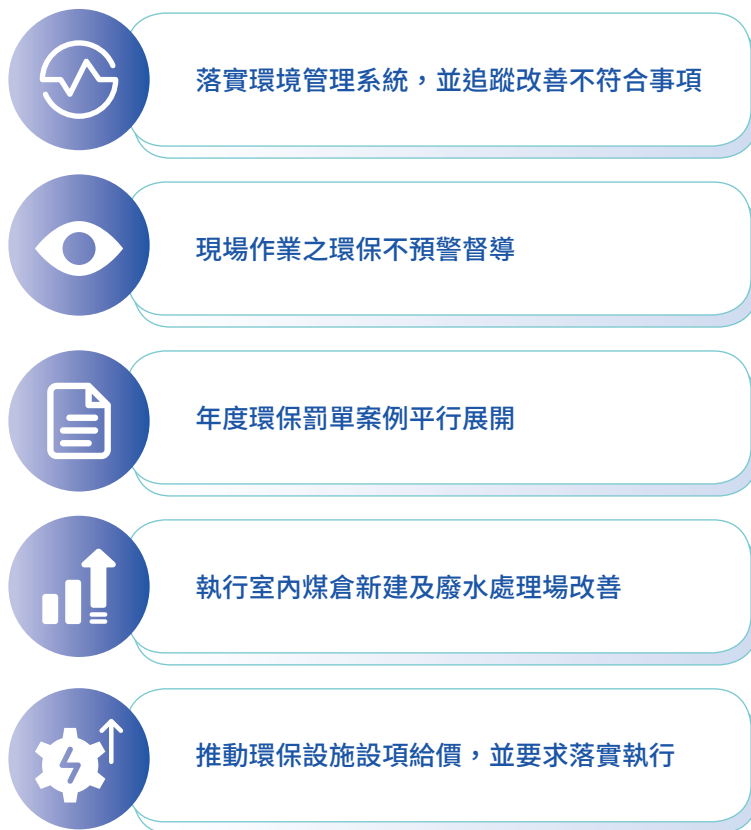 落實環境管理系統，並追蹤改善不符合事項
現場作業之環保不預警督導
年度環保罰單案例平行展開
執行室內煤倉新建及廢水處理場改善
推動環保設施設項給價，並要求落實執行